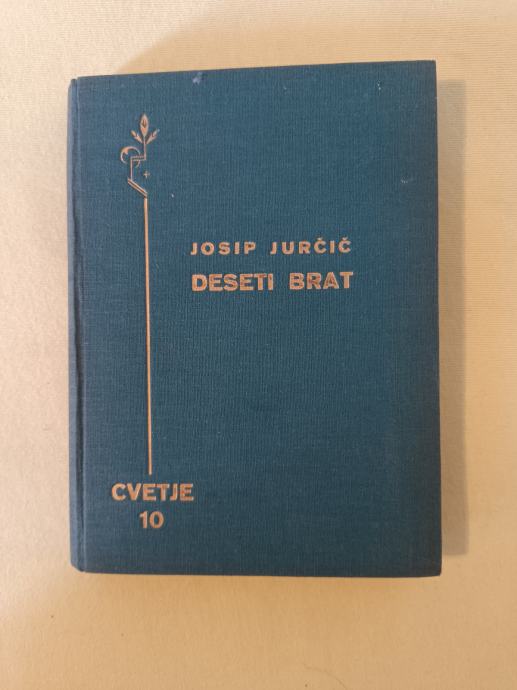 JOSIP JURČIČ
DESETI BRAT
CVETJE
10